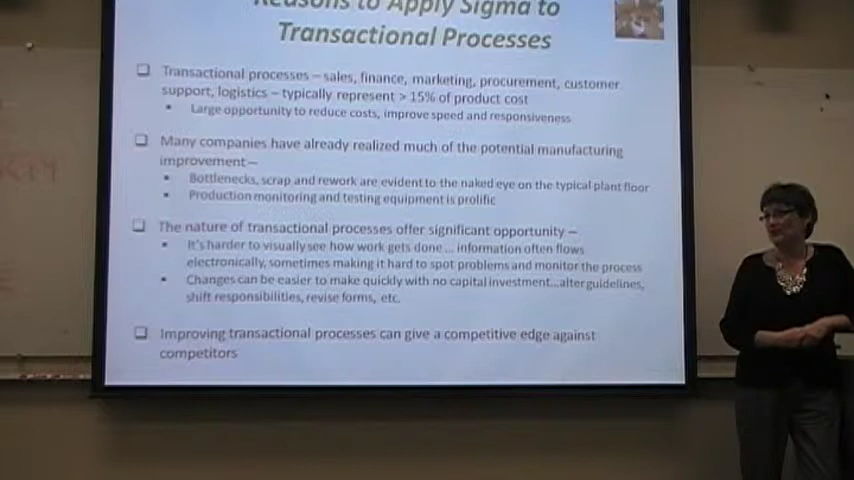 Reasons to Apply Sigma to
Transactional Processes
Transactional processes – sales, finance, marketing, procurement, customer
support, logistics – typically represent > 15% of product cost
Large opportunity to reduce costs, improve speed and responsiveness
Many companies have already realized much of the potential manufacturing
improvement –
Bottlenecks, scrap and rework are evident to the naked eye on the typical plant floor
Production monitoring and testing equipment is prolific
The nature of transactional processes offer significant opportunity –
It's harder to visually see how work gets done ... information often flows
electronically, sometimes making it hard to spot problems and monitor the process
Changes can be easier to make quickly with no capital investment...alter guidelines,
shift responsibilities, revise forms, etc.
Improving transactional processes can give a competitive edge against
competitors